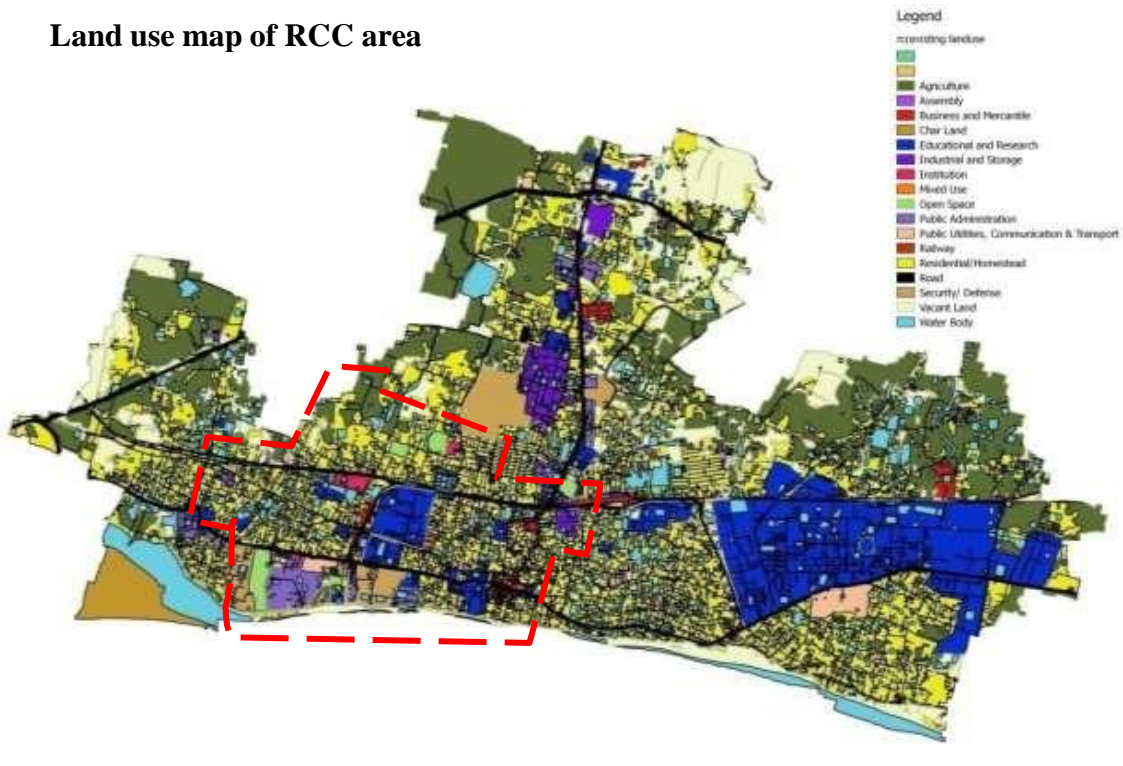 Land use map of RCC area
Legend
rccexisting landuse
Agriculture
Assembly
Business and Mercantile
Char Land
Educational and Research
Industrial and Storage
Institution
Mixed Use
Open Space
Public Administration
Public Utilities, Communication & Transport
Railway
Residential/Homestead
Road
Security/ Defense
Vacant Land
Water Body